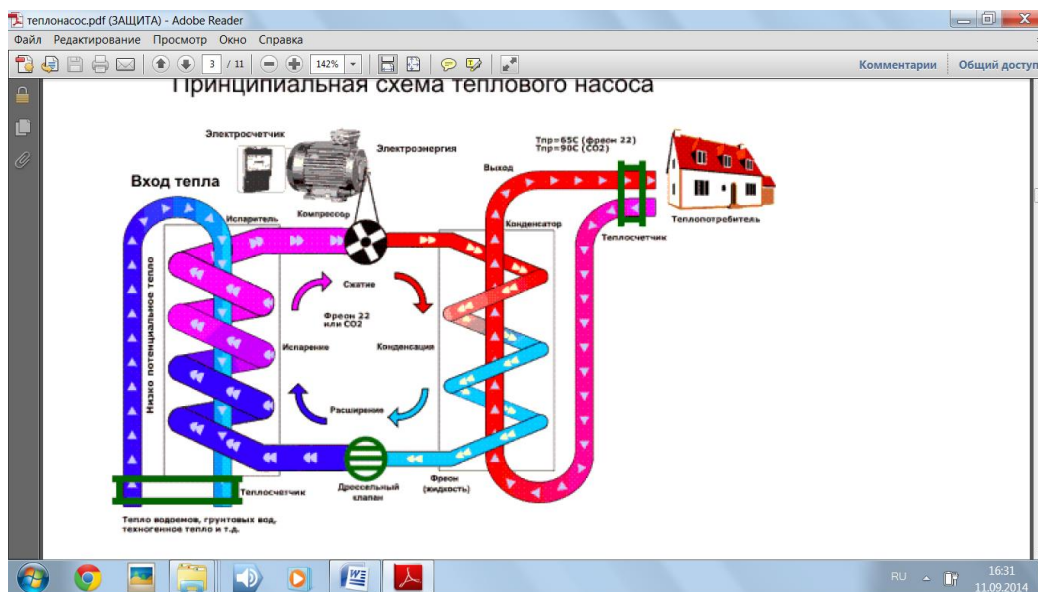 теплонасос.pdf (ЗАЩИТА) - Adobe Reader
Файл Редактирование Просмотр Окно Справка
3 / 11
142%
Комментарии
Общий доступ
Принципиальная схема теплового насоса
Электросчетчик
Электроэнергия
Тпр=65С (фреон 22)
Тпр=90С (СО2)
Выход
Вход тепла
Испаритель
Компрессор
Конденсатор
Теплопотребитель
Теплосчетчик
Низко потенциальное тепло
Сжатие
Фреон 22
или СО2
Испарение
Конденсация
Расширение
Теплосчетчик
Дроссельный
клапан
Фреон
(жидкость)
Тепло водоемов, грунтовых вод,
техногенное тепло и т.д.
RU
16:31
11.09.2014